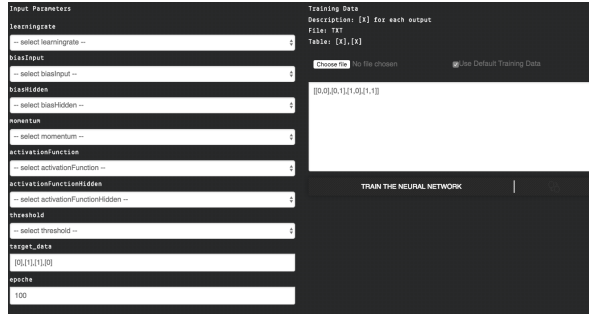 Input Parameters
learningrate
-- select learningrate --
biasInput
-- select biasInput --
biasHidden
-- select biasHidden --
momentum
-- select momentum --
activationFunction
-- select activationFunction --
activationFunctionHidden
-- select activationFunctionHidden --
threshold
-- select threshold --
target_data
[0],[1],[1],[0]
epoche
100
Training Data
Description: [X] for each output
File: TXT
Table: [X],[X]
Choose file No file chosen
Use Default Training Data
[[0,0],[0,1],[1,0],[1,1]]
TRAIN THE NEURAL NETWORK